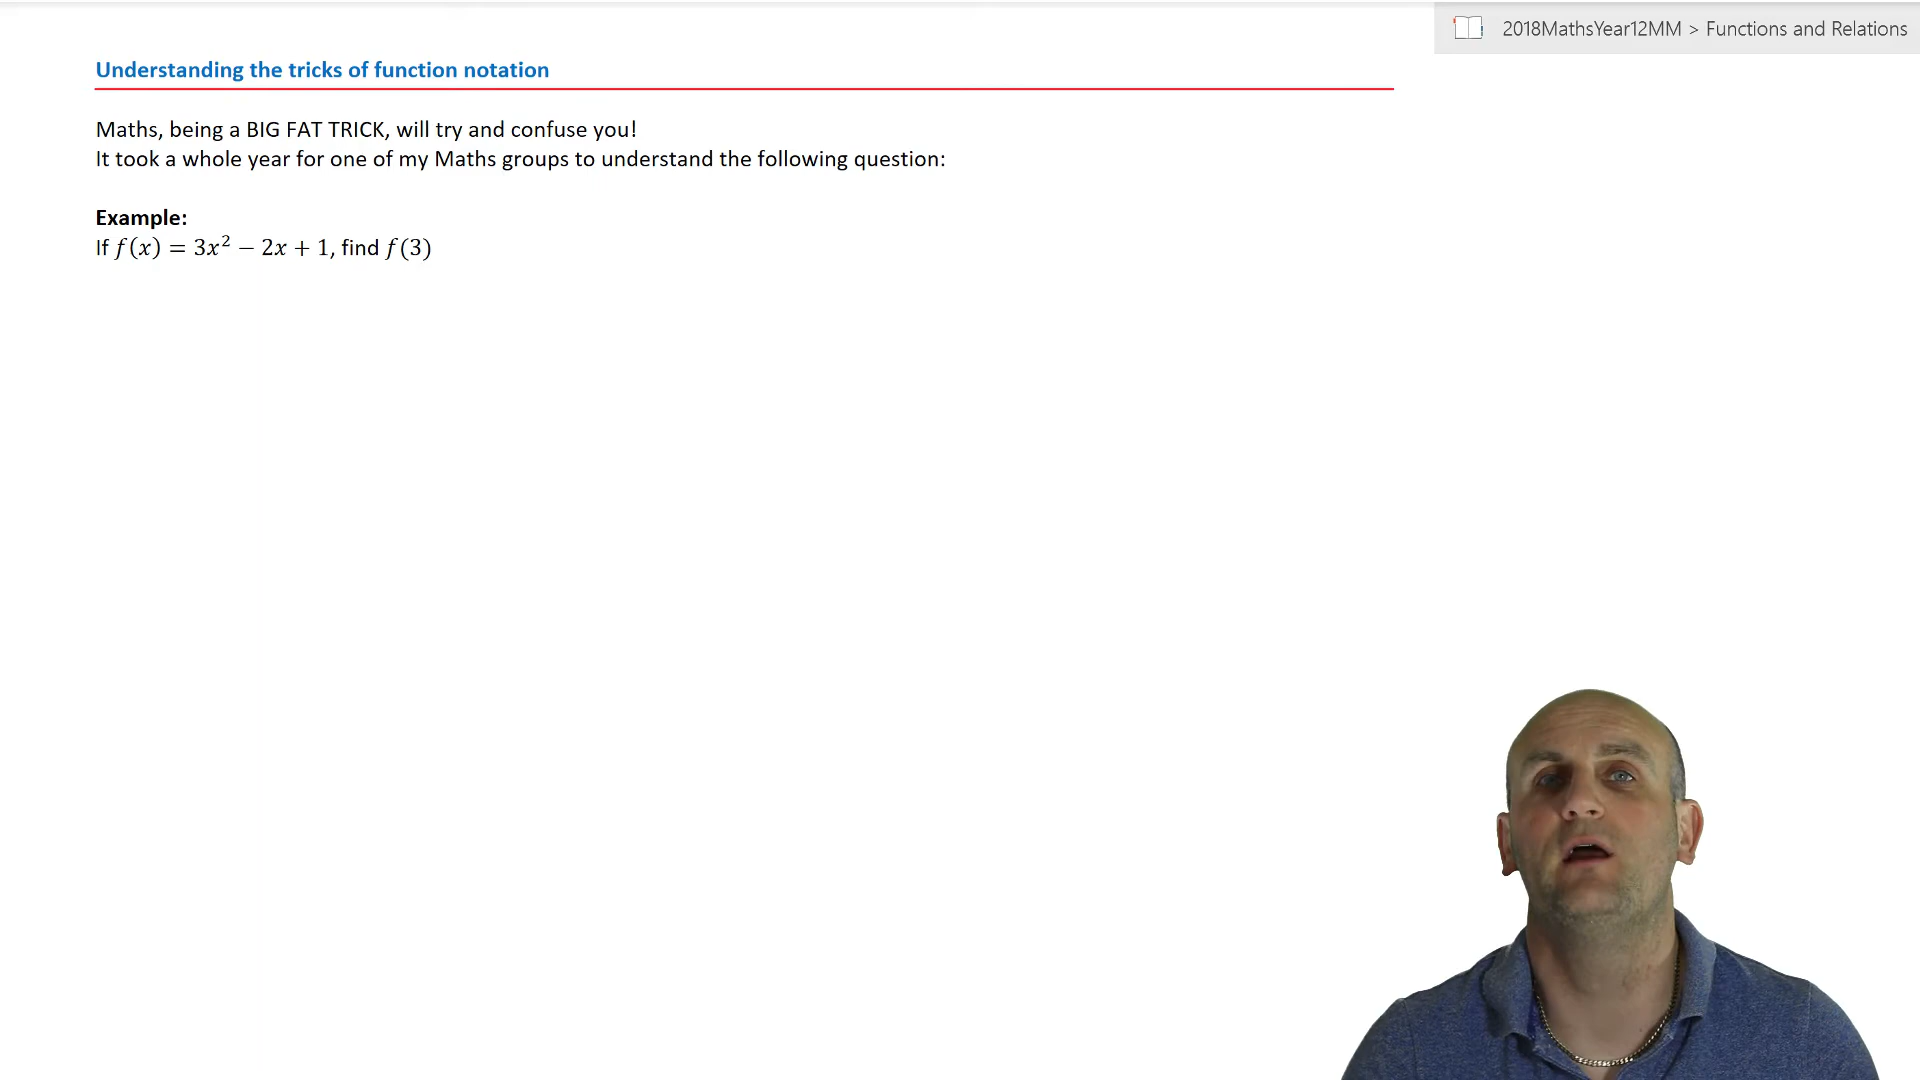 2018MathsYear12MM > Functions and Relations
Understanding the tricks of function notation
Maths, being a BIG FAT TRICK, will try and confuse you!
It took a whole year for one of my Maths groups to understand the following question:
Example:
If f(x) = 3x² − 2x + 1, find f(3)